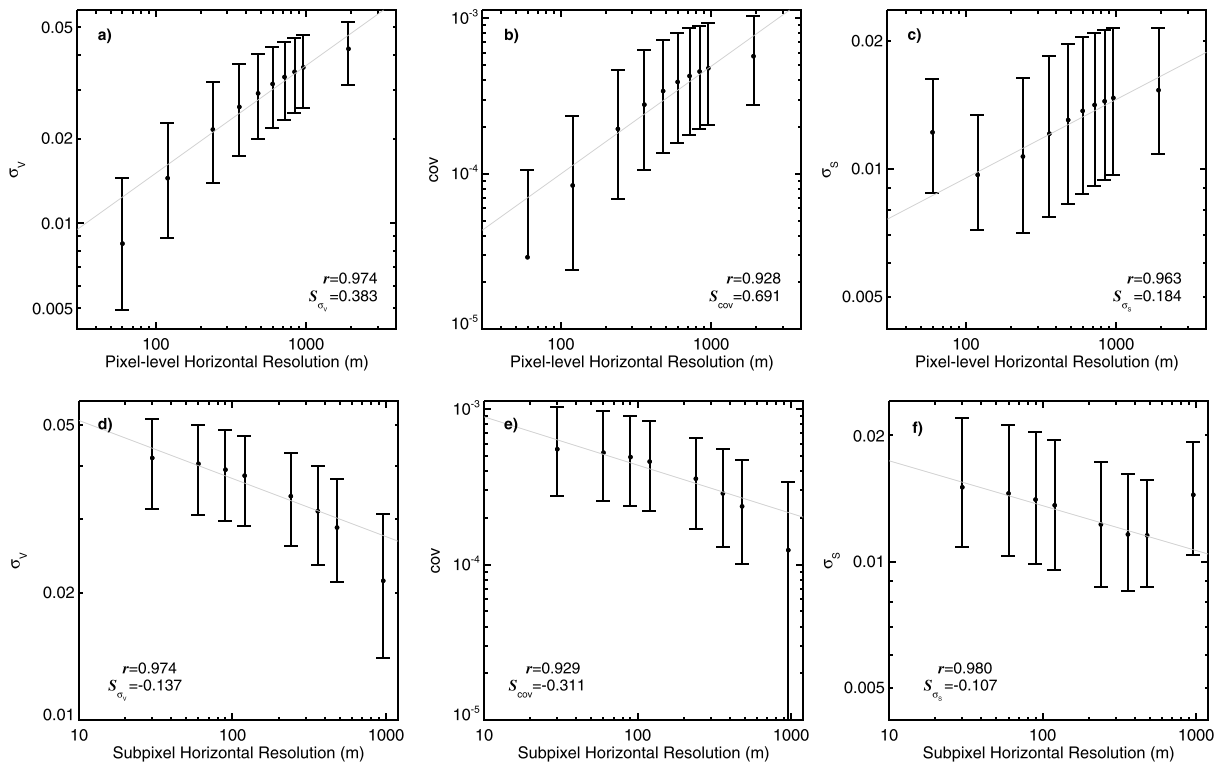 a)
0.05
0.02
0.01
0.005
σV
r=0.974
Sσv=0.383
100 1000
Pixel-level Horizontal Resolution (m)
b)
10-3
10-4
10-5
cov
r=0.928
Scov=0.691
100 1000
Pixel-level Horizontal Resolution (m)
c)
0.02
0.01
0.005
σS
r=0.963
Sσs=0.184
100 1000
Pixel-level Horizontal Resolution (m)
d)
0.05
0.02
0.01
σV
r=0.974
Sσv=-0.137
10 100 1000
Subpixel Horizontal Resolution (m)
e)
10-3
10-4
10-5
cov
r=0.929
Scov=-0.311
10 100 1000
Subpixel Horizontal Resolution (m)
f)
0.02
0.01
0.005
σS
r=0.980
Sσs=-0.107
10 100 1000
Subpixel Horizontal Resolution (m)